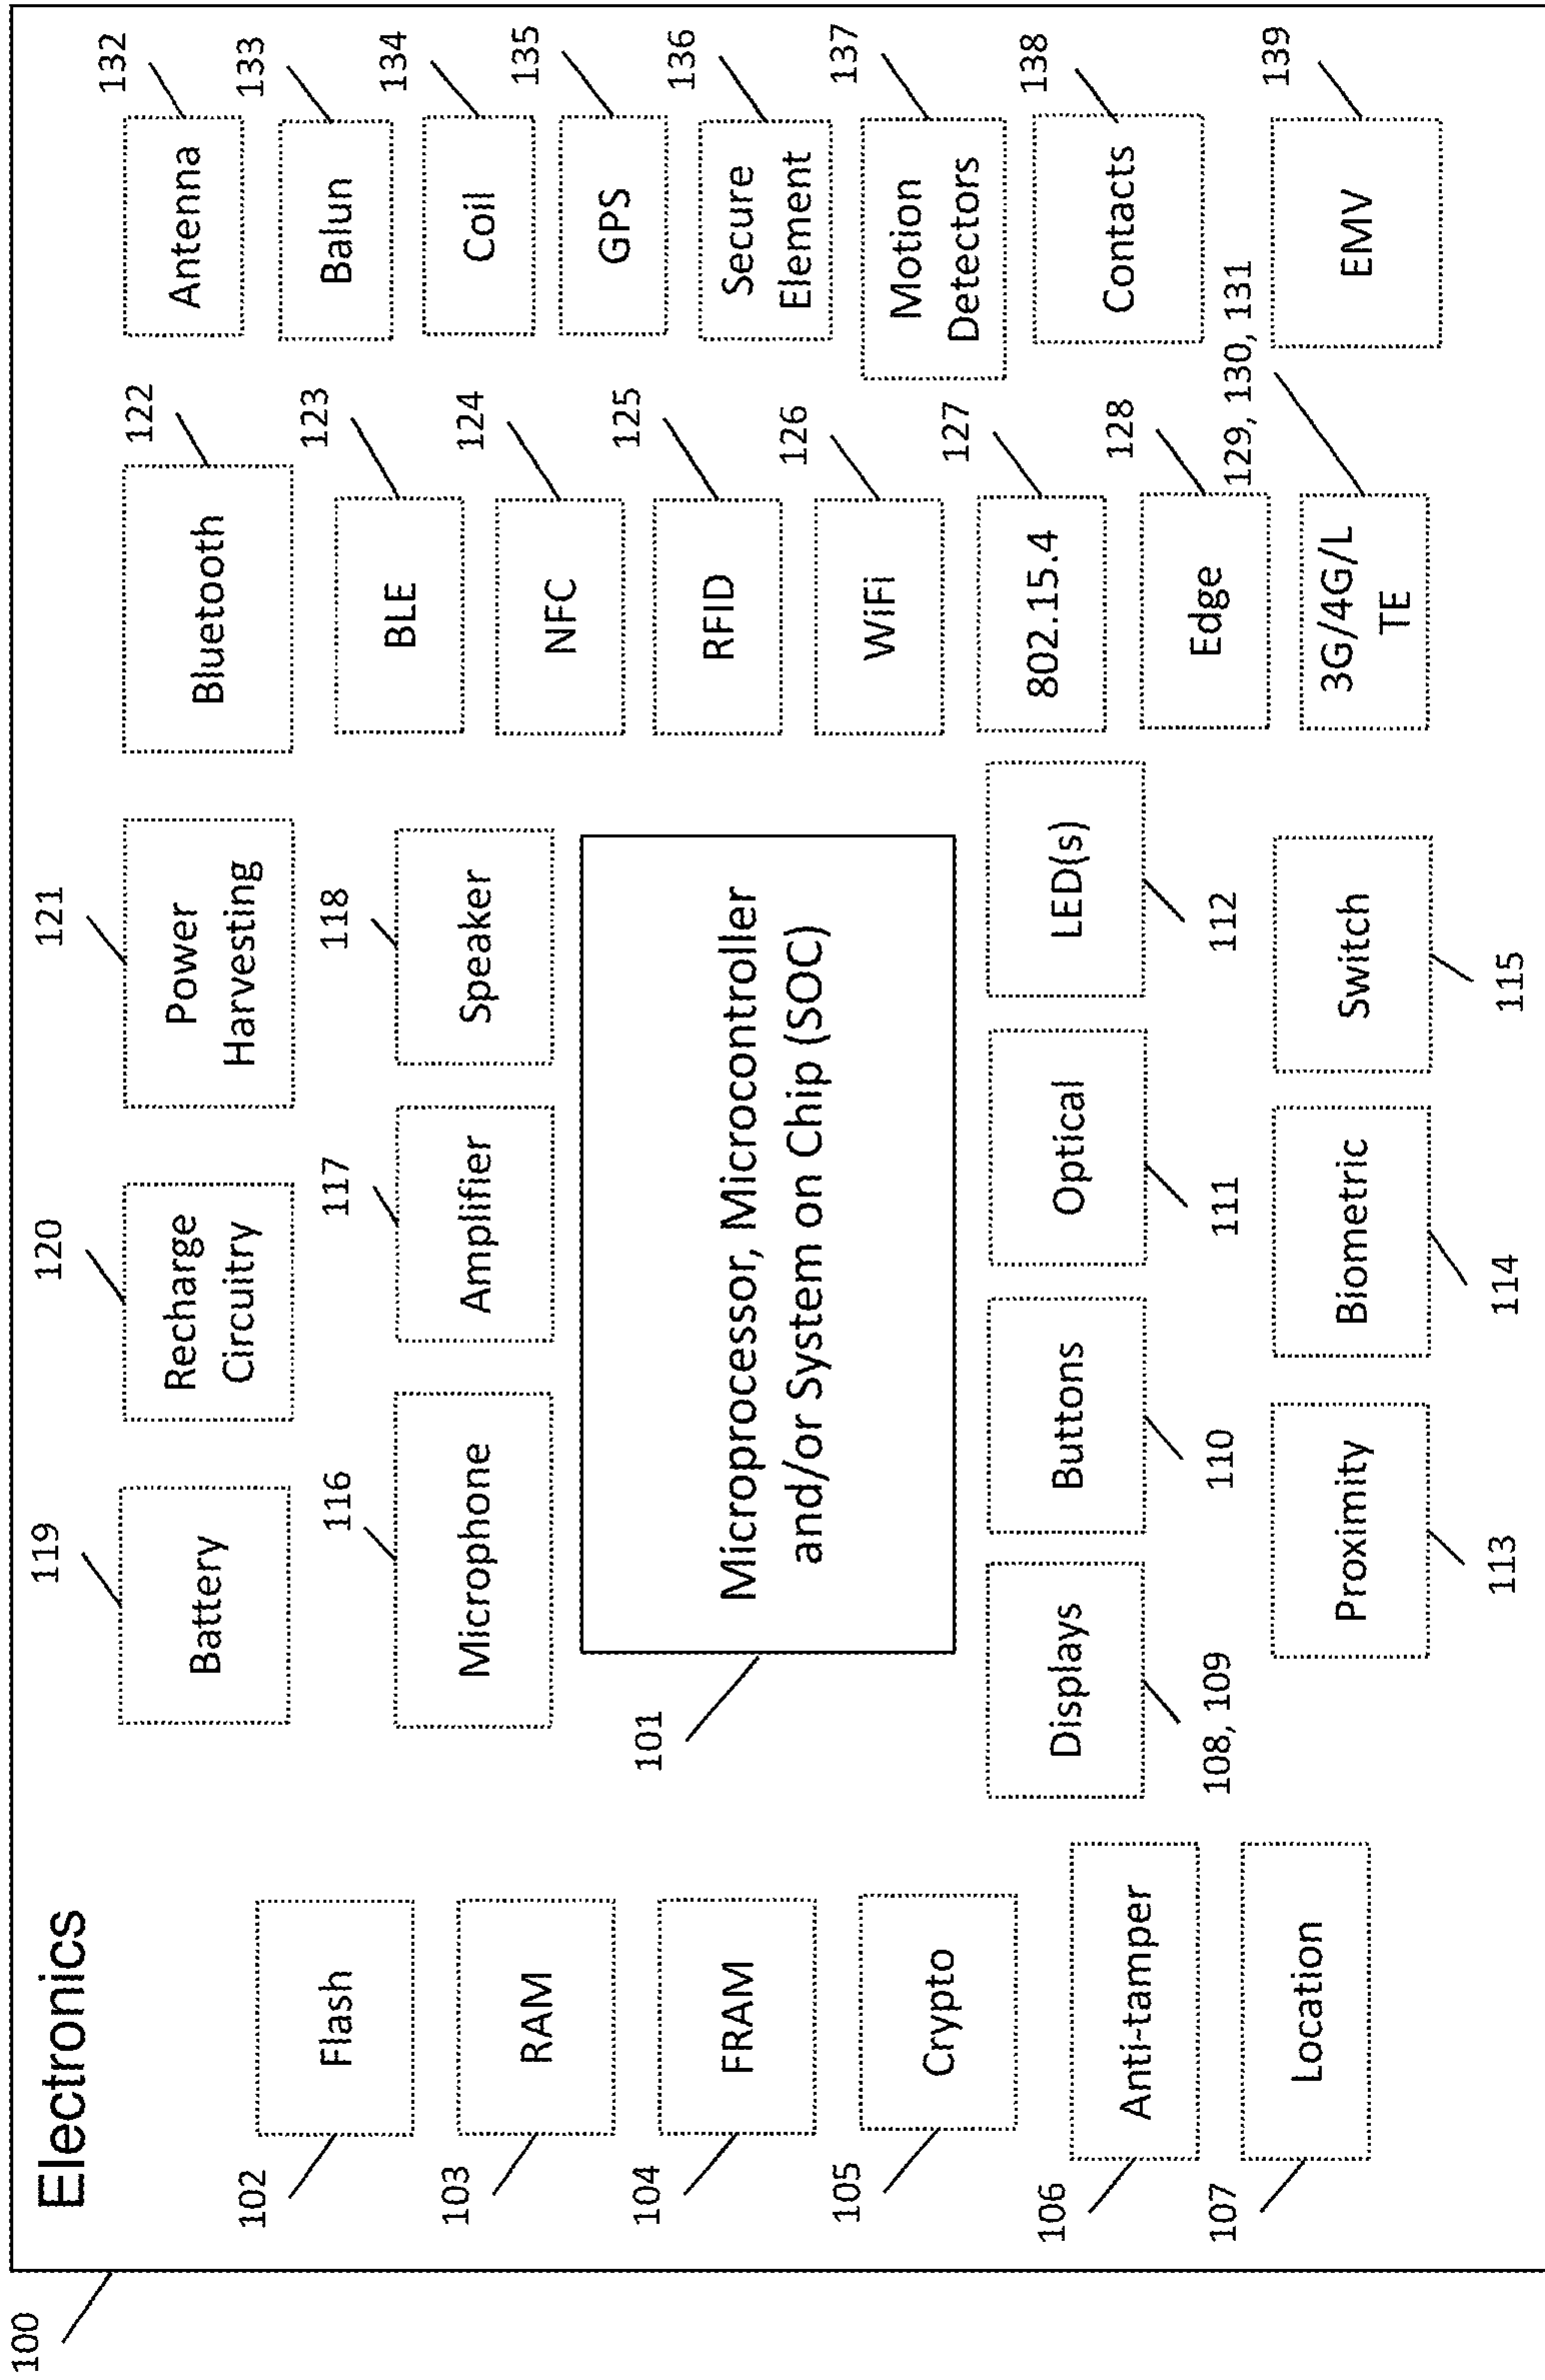 100
Electronics
102
Flash
103
RAM
104
FRAM
105
Crypto
106
Anti-tamper
107
Location
119
Battery
120
Recharge
Circuitry
121
Power
Harvesting
116
Microphone
117
Amplifier
118
Speaker
101
Microprocessor, Microcontroller
and/or System on Chip (SOC)
Displays
108, 109
Buttons
110
Optical
111
LED(s)
112
Proximity
113
Biometric
114
Switch
115
122
Bluetooth
123
BLE
124
NFC
125
RFID
126
WiFi
127
802.15.4
128
Edge
129, 130, 131
3G/4G/L
TE
132
Antenna
133
Balun
134
Coil
135
GPS
136
Secure
Element
137
Motion
Detectors
138
Contacts
139
EMV